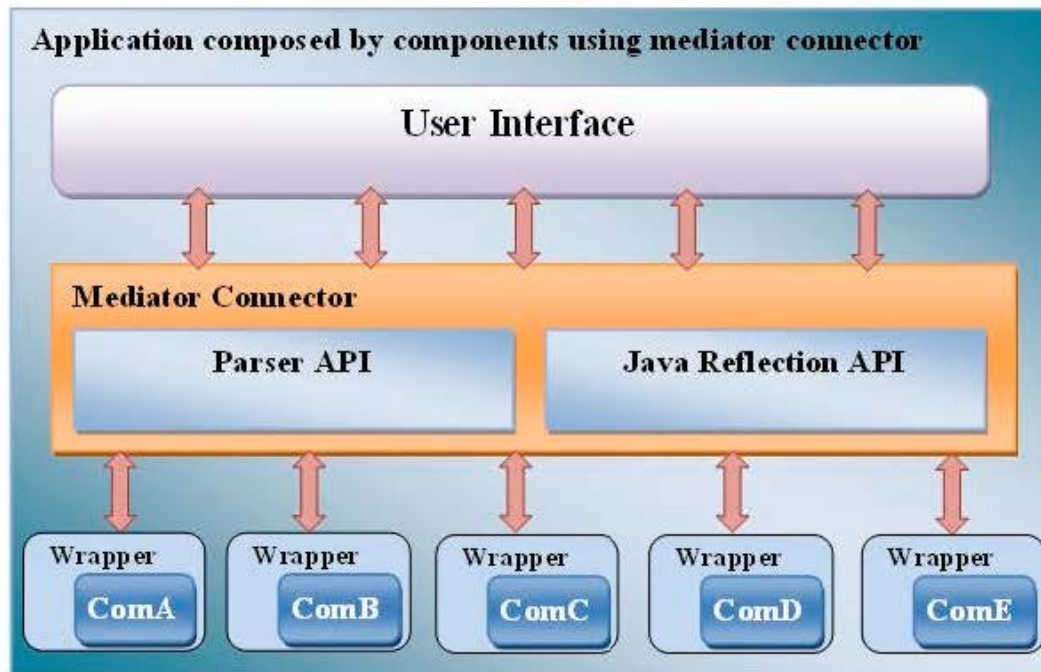 Application composed by components using mediator connector
User Interface
Mediator Connector
Parser API
Java Reflection API
Wrapper
ComA
Wrapper
ComB
Wrapper
ComC
Wrapper
ComD
Wrapper
ComE